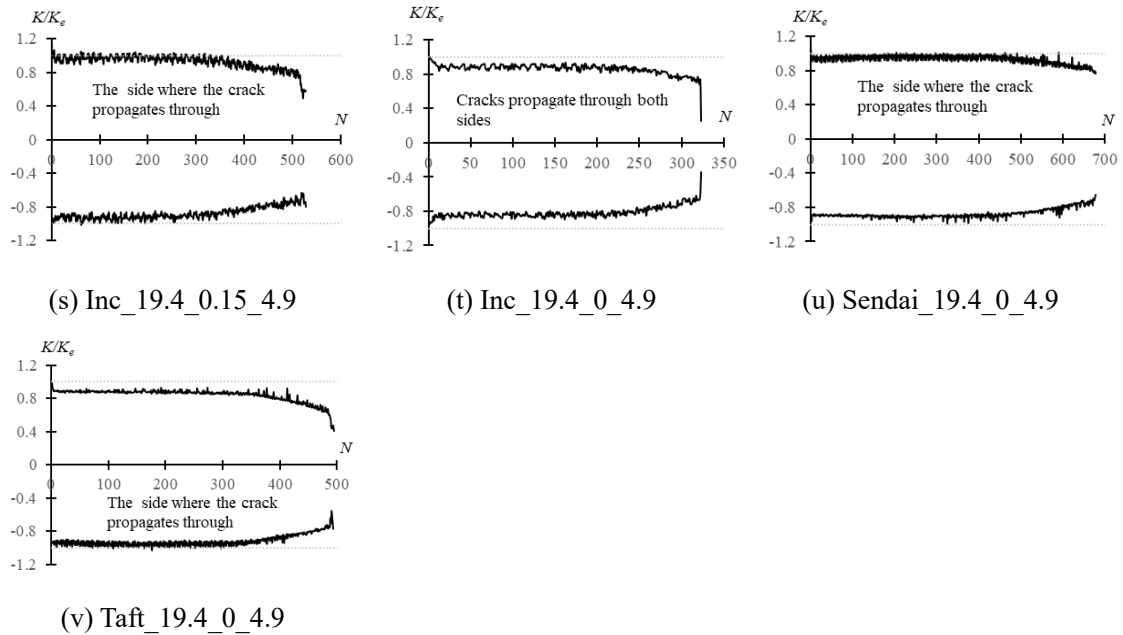 K/Ke
1.2
0.8
0.4
0
-0.4
-0.8
-1.2
0 100 200 300 400 500 600
N
The side where the crack
propagates through
(s) Inc_19.4_0.15_4.9
K/Ke
1.2
0.8
0.4
0
-0.4
-0.8
-1.2
0 50 100 150 200 250 300 350
N
Cracks propagate through both
sides
(t) Inc_19.4_0_4.9
K/Ke
1.2
0.8
0.4
0
-0.4
-0.8
-1.2
0 100 200 300 400 500 600 700
N
The side where the crack
propagates through
(u) Sendai_19.4_0_4.9
K/Ke
1.2
0.8
0.4
0
-0.4
-0.8
-1.2
0 100 200 300 400 500
N
The side where the crack
propagates through
(v) Taft_19.4_0_4.9